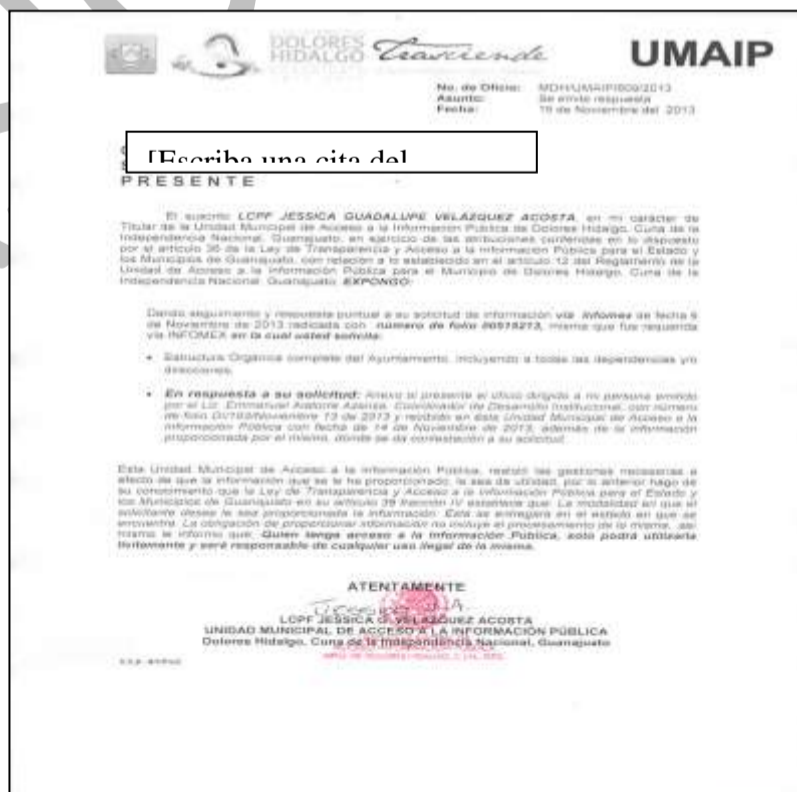 DOLORES
HIDALGO Trasciende UMAIP
No. de Oficio: MDH/UMAIP/809/2013
Asunto: Se emite respuesta
Fecha: de Noviembre del 2013
[Escriba una cita del
PRESENTE
El suscrito LCPF JESSICA GUADALUPE VELAZQUEZ ACOSTA, en mi carácter de
Titular de la Unidad Municipal de Acceso a la Información Pública de Dolores Hidalgo, Cuna de la
Independencia Nacional, Guanajuato, en ejercicio de las atribuciones contenidas en lo dispuesto
por el artículo 36 de la Ley de Transparencia y Acceso a la Información Pública para el Estado y
los Municipios de Guanajuato, con relación a lo establecido en el artículo 12 del Reglamento de la
Unidad de Acceso a la Información Pública para el Municipio de Dolores Hidalgo, Cuna de la
Independencia Nacional, Guanajuato, EXPONGO:
Dando seguimiento y respuesta puntual a su solicitud de información vía infomex de fecha
de Noviembre de 2013 radicada con número de folio 00515213, misma que fue requerida
vía INFOMEX en la cual usted solicita:
• Estructura Orgánica completa del Ayuntamiento, incluyendo a todas las dependencias y/o
direcciones.
• En respuesta a su solicitud: Anexo al presente el oficio dirigido a mi persona emitido
por el Lic. Emmanuel Coordinador de Desarrollo Institucional, con número
de folio 13 de 2013 y recibido en ésta Unidad Municipal de Acceso a la
Información Pública con fecha de 14 de Noviembre de 2013, además de la información
proporcionada por el mismo, donde se da contestación a su solicitud.
Esta Unidad Municipal de Acceso a la Información Pública, realizó las gestiones necesarias a
efecto de que la información que se le ha proporcionado, le sea de utilidad, por lo anterior hago de
su conocimiento que la Ley de Transparencia y Acceso a la Información Pública para el Estado y
los Municipios de Guanajuato en su artículo 39 fracción IV establece que: La modalidad en que el
solicitante desee le sea proporcionada la información. Ésta se entregará en el estado en que se
encuentre. La obligación de proporcionar información no incluye el procesamiento de la misma, así
mismo le informo que; Quien tenga acceso a la Información Pública, sólo podrá utilizarla
lícitamente y será responsable de cualquier uso ilegal de la misma.
ATENTAMENTE
LCPF JESSICA G. VELAZQUEZ ACOSTA
UNIDAD MUNICIPAL DE ACCESO A LA INFORMACIÓN PÚBLICA
Dolores Hidalgo, Cuna de la Independencia Nacional, Guanajuato